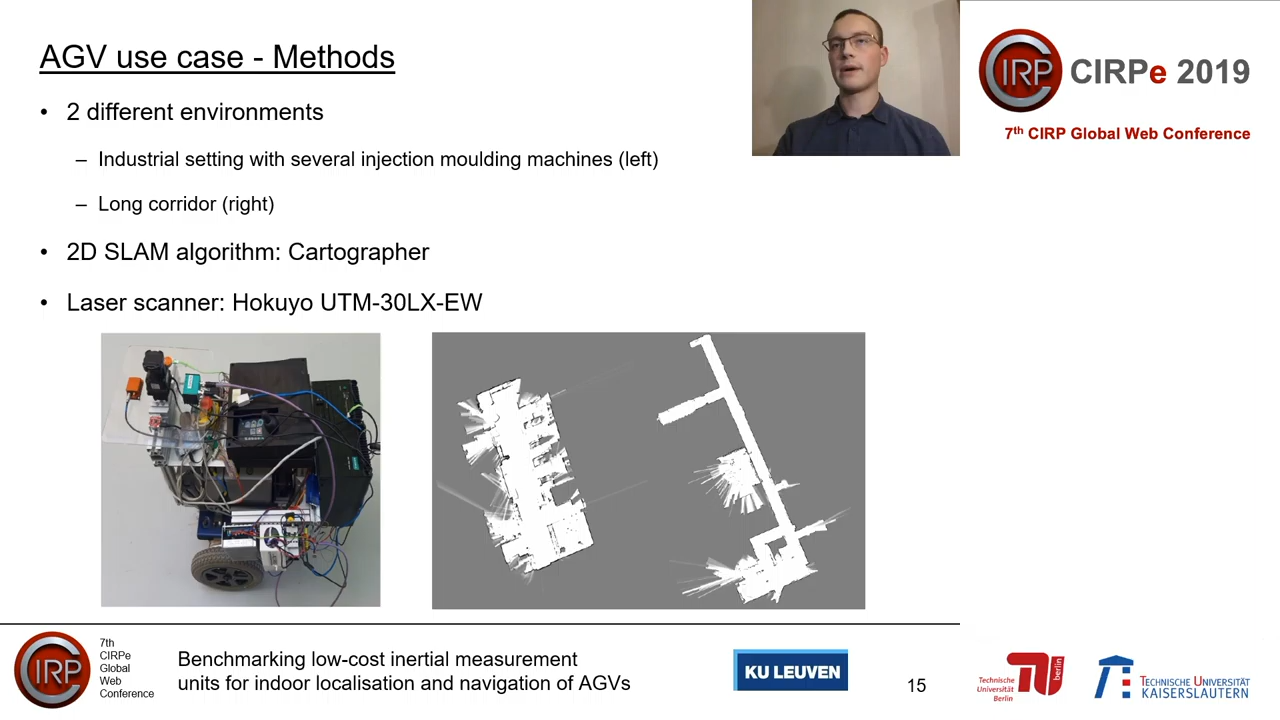 AGV use case - Methods
• 2 different environments
– Industrial setting with several injection moulding machines (left)
– Long corridor (right)
• 2D SLAM algorithm: Cartographer
• Laser scanner: Hokuyo UTM-30LX-EW
CIRP
CIRPe 2019
7th CIRP Global Web Conference
CIRP
7th
CIRPe
Global
Web
Conference
Benchmarking low-cost inertial measurement
units for indoor localisation and navigation of AGVs
KU LEUVEN
15
Technische
Universität
Berlin
berlin
TECHNISCHE UNIVERSITÄT
KAISERSLAUTERN